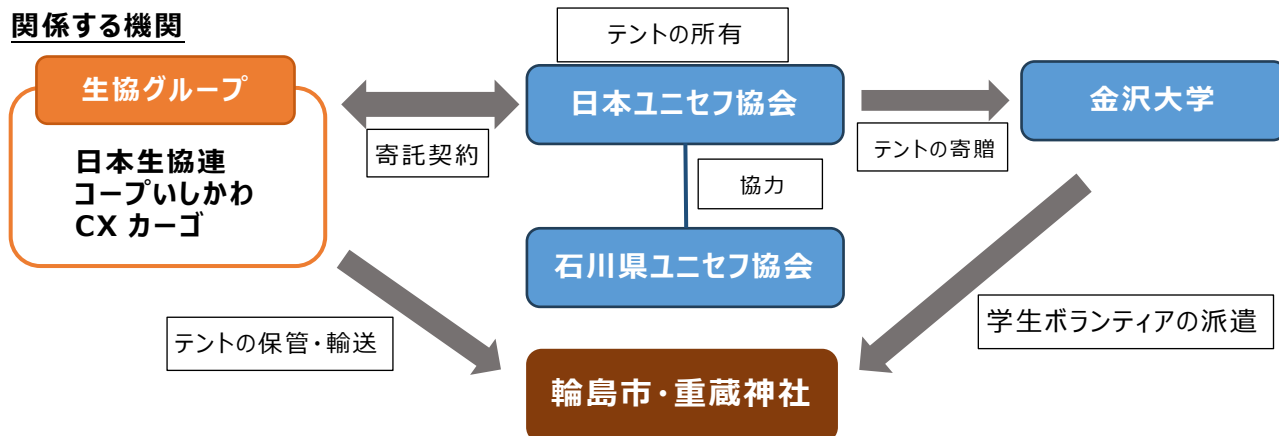 関係する機関
テントの所有
生協グループ
日本ユニセフ協会
金沢大学
寄託契約
テントの寄贈
日本生協連
コープいしかわ
CX カーゴ
協力
石川県ユニセフ協会
テントの保管・輸送
学生ボランティアの派遣
輪島市・重蔵神社